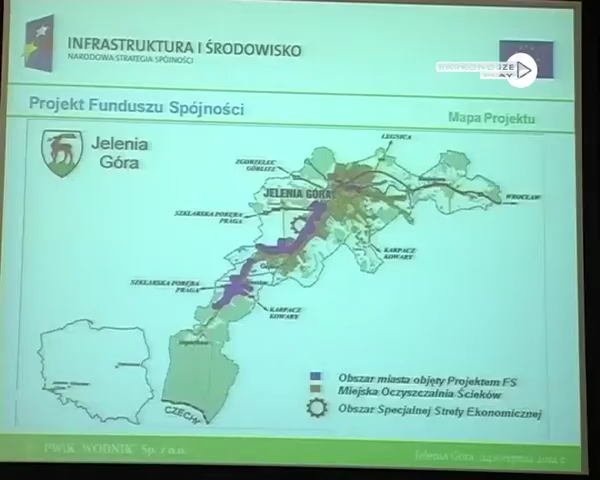 INFRASTRUKTURA I ŚRODOWISKO
NARODOWA STRATEGIA SPÓJNOŚCI
Projekt Funduszu Spójności
Mapa Projektu
Jelenia
Góra
LEGNICA
ZGORZELEC
GÖRLITZ
JELENIA GÓRA
WROCŁAW
SZKLARSKA PORĘBA
PRAGA
KARPACZ
KOWARY
SZKLARSKA PORĘBA
PRAGA
KARPACZ
KOWARY
CZECHY
Obszar miasta objęty Projektem FS
Miejska Oczyszczalnia Ścieków
Obszar Specjalnej Strefy Ekonomicznej
PWiK WODNIK Sp. z o.o.
Jelenia Góra